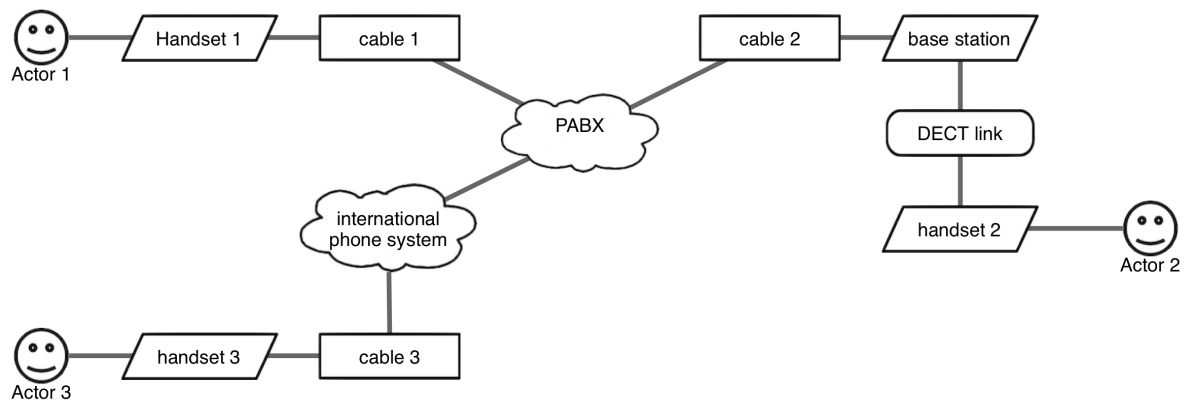 Handset 1
cable 1
cable 2
base station
Actor 1
PABX
DECT link
international
phone system
handset 2
Actor 2
handset 3
cable 3
Actor 3